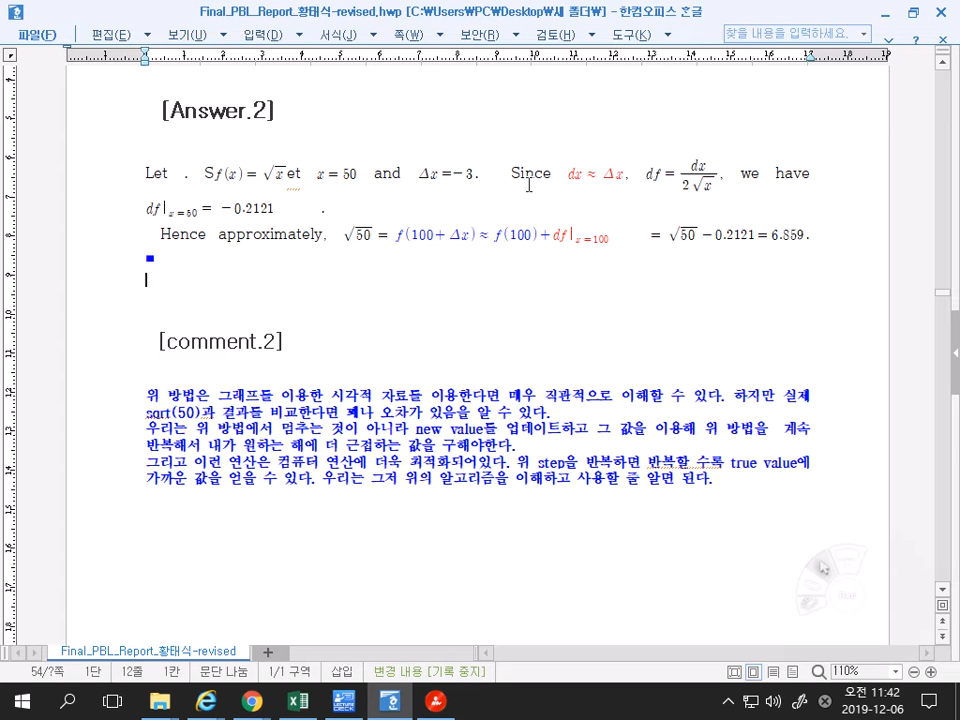 Final_PBL_Report_황태식-revised.hwp [C:₩Users₩PC₩Desktop₩새 폴더₩] - 한컴오피스 한글
파일(F) 편집(E) 보기(U) 입력(D) 서식(J) 쪽(W) 보안(R) 검토(H) 도구(K) 찾을 내용을 입력하세요. ?
[Answer.2]
Let . S f(x) = √x et x = 50 and Δx = -3. Since dx ≈ Δx, df = dx / 2√x, we have
df|x=50 = -0.2121 .
Hence approximately, √50 = f(100+Δx) ≈ f(100)+df|x=100 = √50 - 0.2121 = 6.859.
[comment.2]
위 방법은 그래프를 이용한 시각적 자료를 이용한다면 매우 직관적으로 이해할 수 있다. 하지만 실제
sqrt(50)과 결과를 비교한다면 꽤나 오차가 있음을 알 수 있다.
우리는 위 방법에서 멈추는 것이 아니라 new value를 업데이트하고 그 값을 이용해 위 방법을 계속
반복해서 내가 원하는 해에 더 근접하는 값을 구해야한다.
그리고 이런 연산은 컴퓨터 연산에 더욱 최적화되어있다. 위 step을 반복하면 반복할 수록 true value에
가까운 값을 얻을 수 있다. 우리는 그저 위의 알고리즘을 이해하고 사용할 줄 알면 된다.
Final_PBL_Report_황태식-revised
54/?쪽 1단 12줄 1칸 문단 나눔 1/1 구역 삽입 변경 내용 [기록 중지] 110%
오전 11:42
2019-12-06